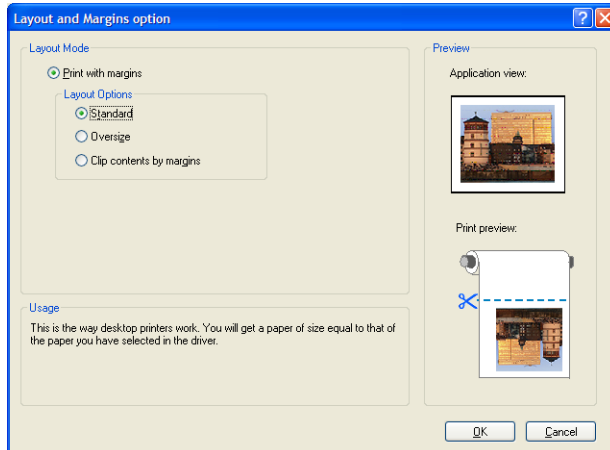 Layout and Margins option
Layout Mode
Print with margins
Layout Options
Standard
Oversize
Clip contents by margins
Usage
This is the way desktop printers work. You will get a paper of size equal to that of
the paper you have selected in the driver.
Preview
Application view:
Print preview:
OK
Cancel